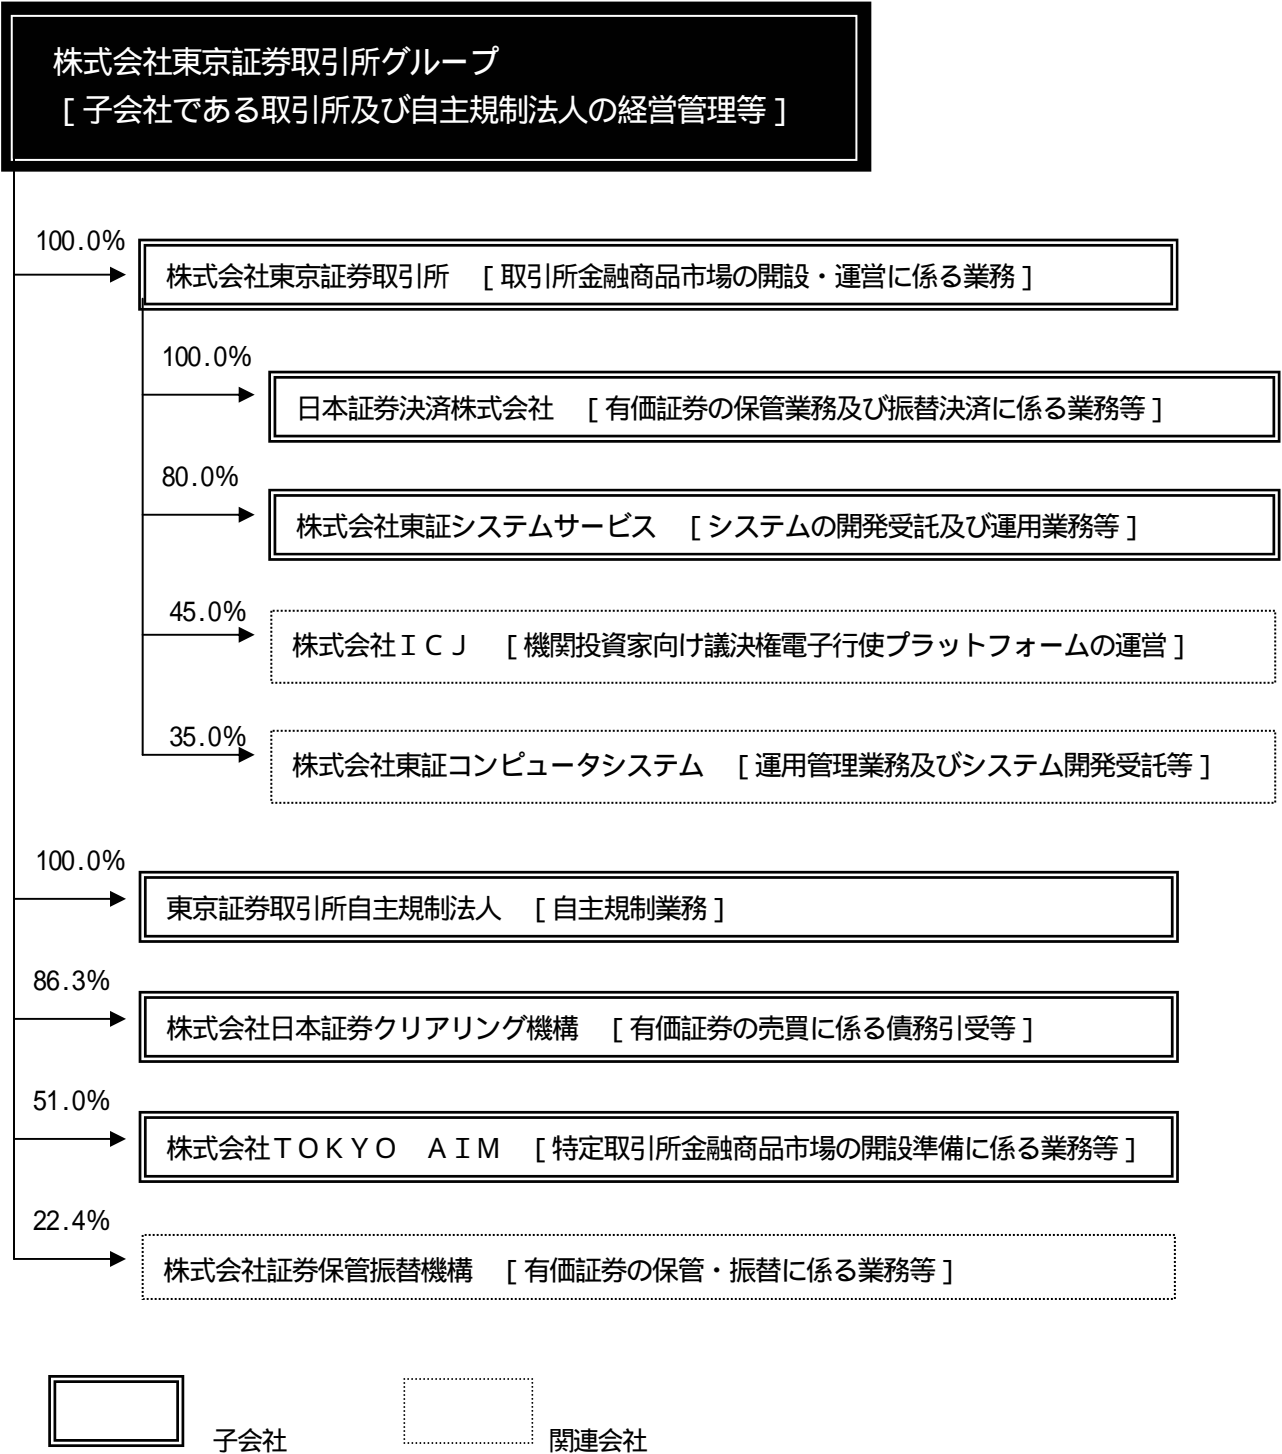 株式会社東京証券取引所グループ
[ 子会社である取引所及び自主規制法人の経営管理等 ]
100.0%
株式会社東京証券取引所　[ 取引所金融商品市場の開設・運営に係る業務 ]
100.0%
日本証券決済株式会社　[ 有価証券の保管業務及び振替決済に係る業務等 ]
80.0%
株式会社東証システムサービス　[ システムの開発受託及び運用業務等 ]
45.0%
株式会社ＩＣＪ　[ 機関投資家向け議決権電子行使プラットフォームの運営 ]
35.0%
株式会社東証コンピュータシステム　[ 運用管理業務及びシステム開発受託等 ]
100.0%
東京証券取引所自主規制法人　[ 自主規制業務 ]
86.3%
株式会社日本証券クリアリング機構　[ 有価証券の売買に係る債務引受等 ]
51.0%
株式会社ＴＯＫＹＯ　ＡＩＭ　[ 特定取引所金融商品市場の開設準備に係る業務等 ]
22.4%
株式会社証券保管振替機構　[ 有価証券の保管・振替に係る業務等 ]
子会社　関連会社